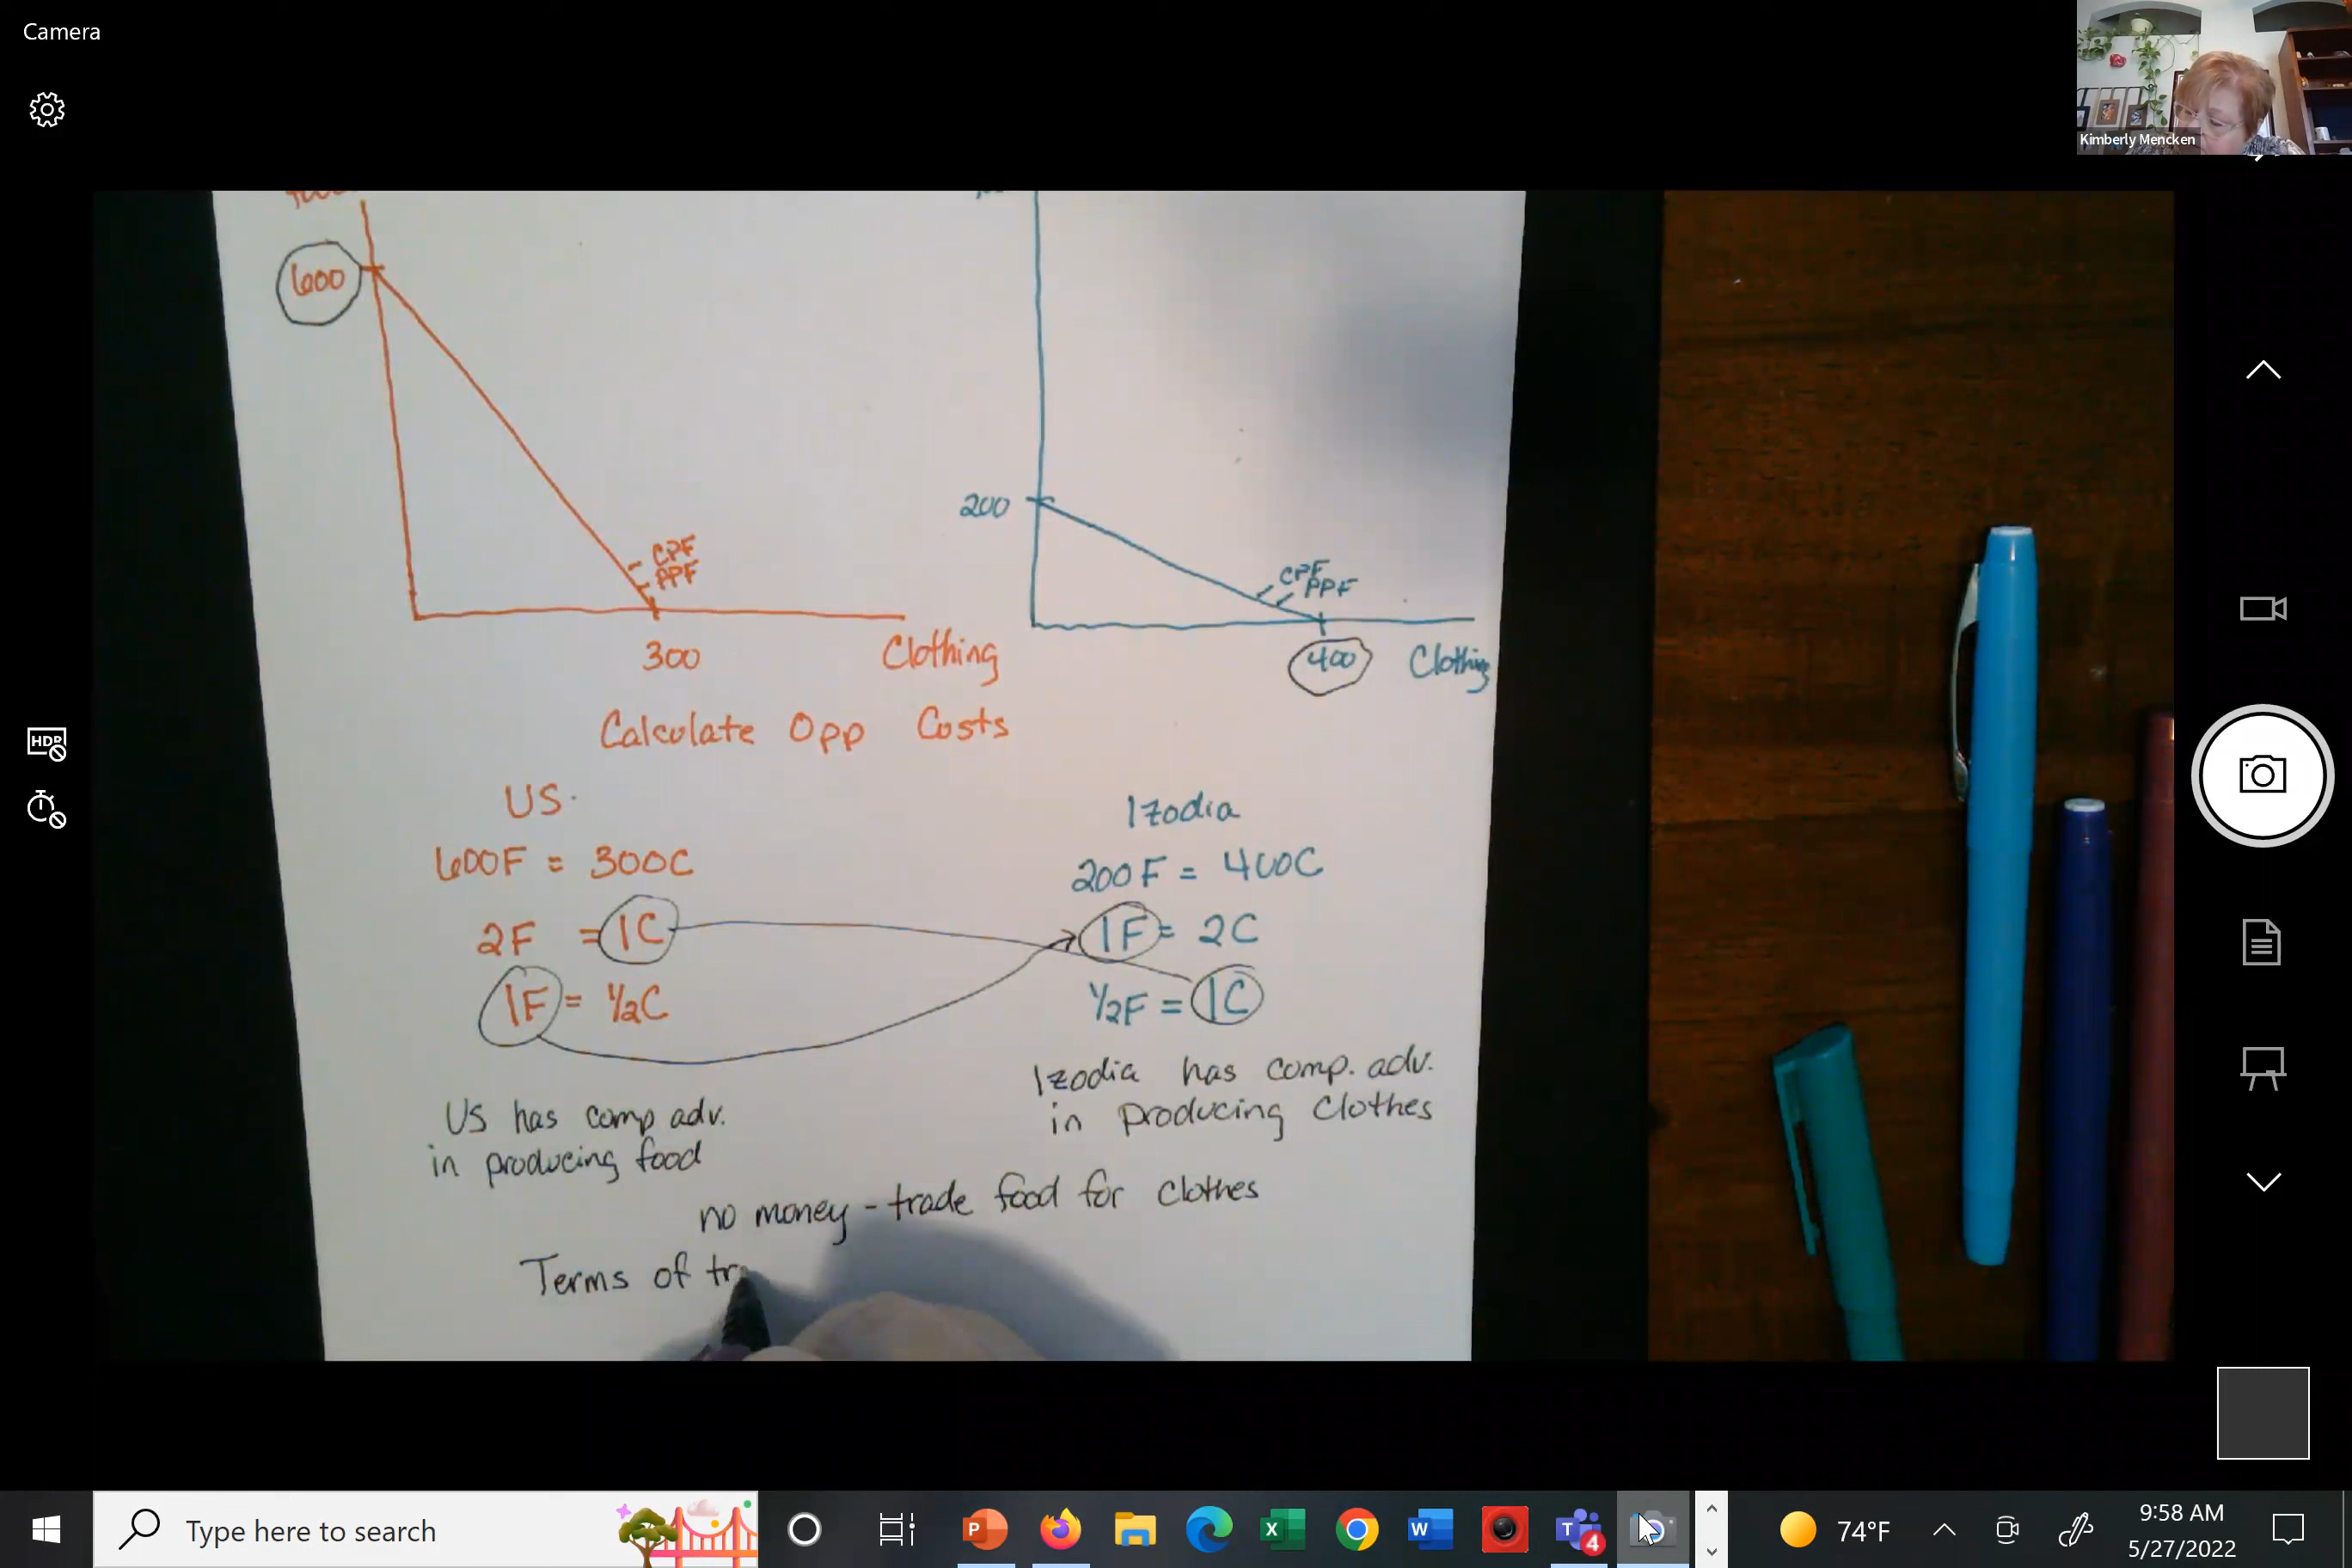 Camera
Kimberly Mencken
600
CPF
PPF
300
Clothing
200
CPF
PPF
400
Clothing
Calculate Opp Costs
US
600F = 300C
2F = 1C
1F = 1/2C
Izodia
200F = 400C
1F = 2C
1/2F = 1C
US has comp adv.
in producing food
Izodia has comp. adv.
in producing clothes
no money - trade food for clothes
Terms of tr
Type here to search
4
74°F
9:58 AM
5/27/2022